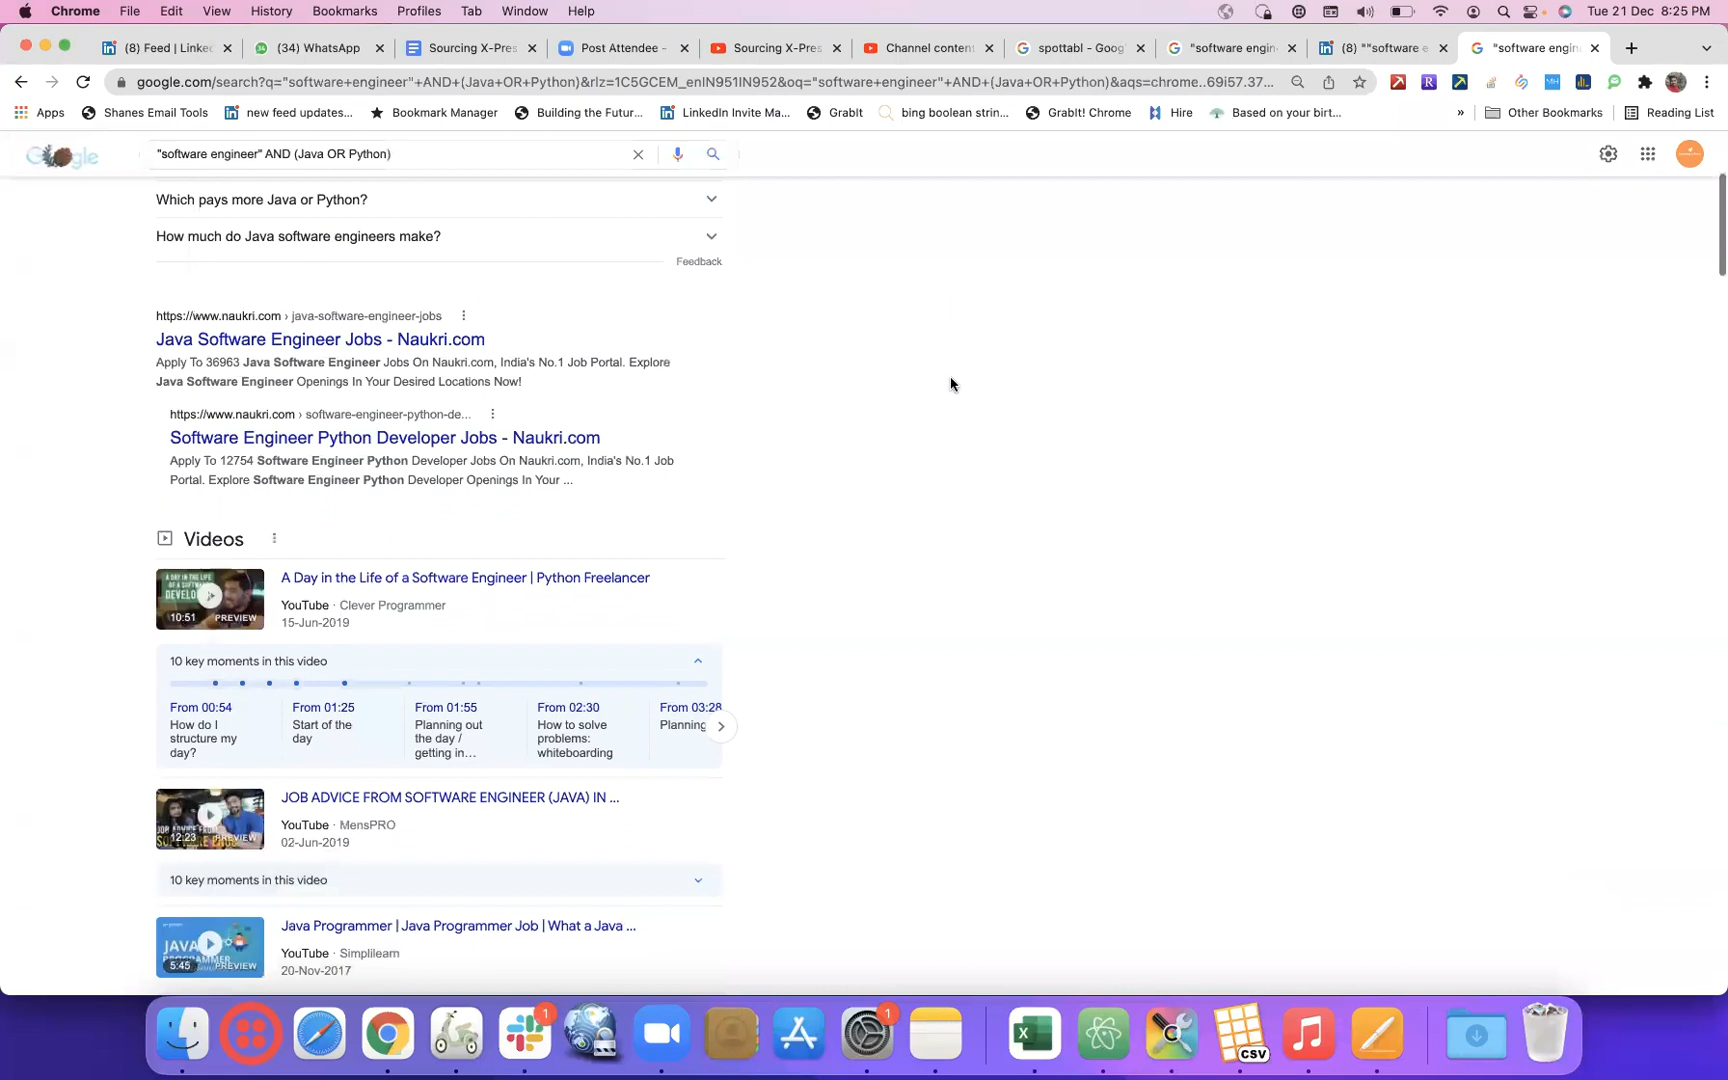 Chrome File Edit View History Bookmarks Profiles Tab Window Help Tue 21 Dec 8:25 PM
(8) Feed | Linke (34) WhatsApp Sourcing X-Pres Post Attendee - Sourcing X-Pres Channel conten spottabl - Goog "software engin (8) ""software e "software engin
google.com/search?q="software+engineer"+AND+(Java+OR+Python)&rlz=1C5GCEM_enIN951IN952&oq="software+engineer"+AND+(Java+OR+Python)&aqs=chrome..69i57.37...
Apps Shanes Email Tools new feed updates... Bookmark Manager Building the Futur... LinkedIn Invite Ma... GrabIt bing boolean strin... GrabIt! Chrome Hire Based on your birt... » Other Bookmarks Reading List
"software engineer" AND (Java OR Python)
Which pays more Java or Python?
How much do Java software engineers make?
Feedback
https://www.naukri.com › java-software-engineer-jobs
Java Software Engineer Jobs - Naukri.com
Apply To 36963 Java Software Engineer Jobs On Naukri.com, India's No.1 Job Portal. Explore
Java Software Engineer Openings In Your Desired Locations Now!
https://www.naukri.com › software-engineer-python-de...
Software Engineer Python Developer Jobs - Naukri.com
Apply To 12754 Software Engineer Python Developer Jobs On Naukri.com, India's No.1 Job
Portal. Explore Software Engineer Python Developer Openings In Your ...
Videos
A Day in the Life of a Software Engineer | Python Freelancer
YouTube · Clever Programmer
15-Jun-2019
10:51 PREVIEW
10 key moments in this video
From 00:54 From 01:25 From 01:55 From 02:30 From 03:28
How do I Start of the Planning out How to solve Planning
structure my day the day / problems:
day? getting in... whiteboarding
JOB ADVICE FROM SOFTWARE ENGINEER (JAVA) IN ...
YouTube · MensPRO
02-Jun-2019
12:23 PREVIEW
10 key moments in this video
Java Programmer | Java Programmer Job | What a Java ...
YouTube · Simplilearn
20-Nov-2017
JAVA
5:45 PREVIEW
1
1
CSV